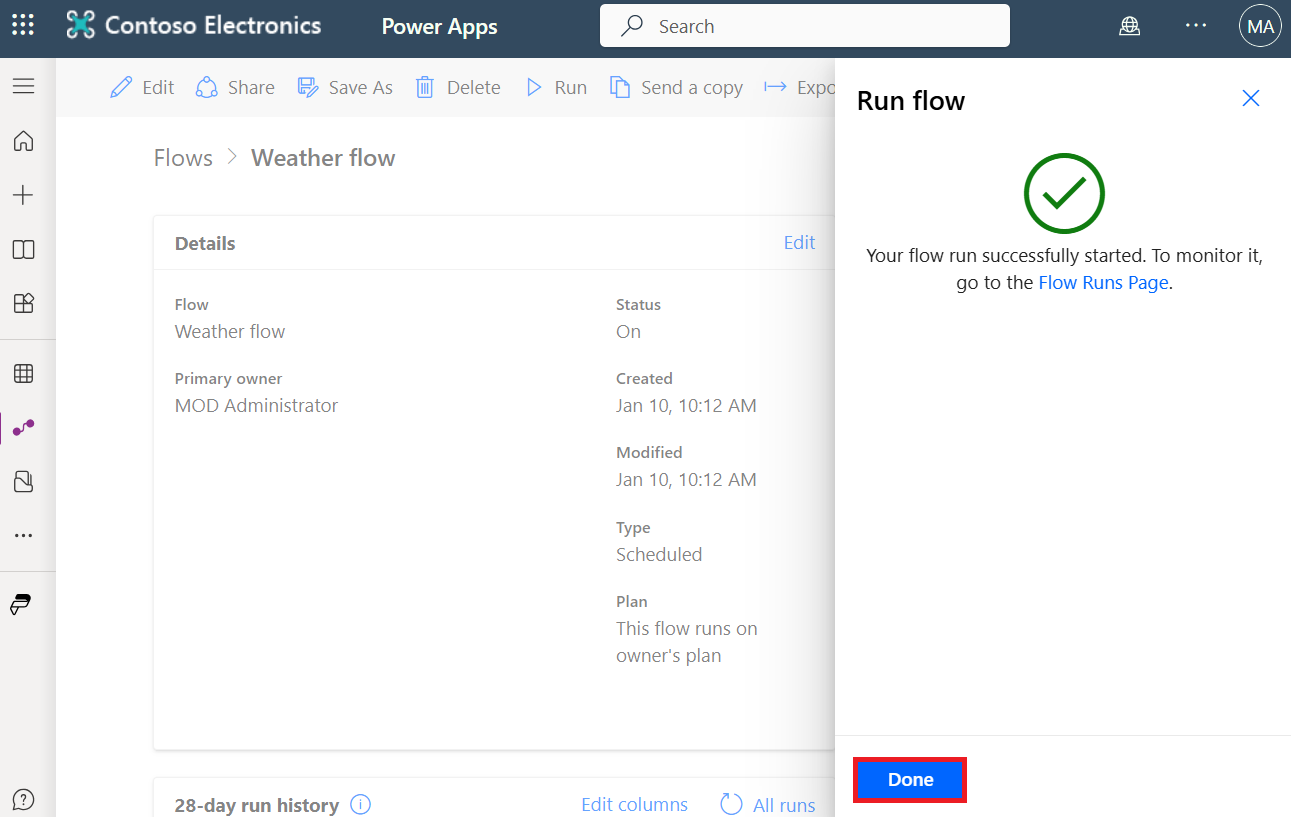 Contoso Electronics
Power Apps
Search
MA
Edit
Share
Save As
Delete
Run
Send a copy
Expo
Flows
Weather flow
Details
Edit
Flow
Weather flow
Primary owner
MOD Administrator
Status
On
Created
Jan 10, 10:12 AM
Modified
Jan 10, 10:12 AM
Type
Scheduled
Plan
This flow runs on
owner's plan
28-day run history
Edit columns
All runs
Run flow
Your flow run successfully started. To monitor it,
go to the Flow Runs Page.
Done